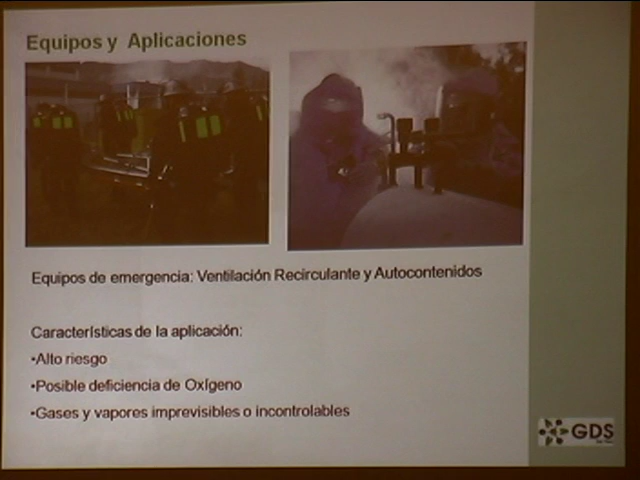 Equipos y Aplicaciones
Equipos de emergencia: Ventilación Recirculante y Autocontenidos
Características de la aplicación:
•Alto riesgo
•Posible deficiencia de Oxígeno
•Gases y vapores imprevisibles o incontrolables
GDS